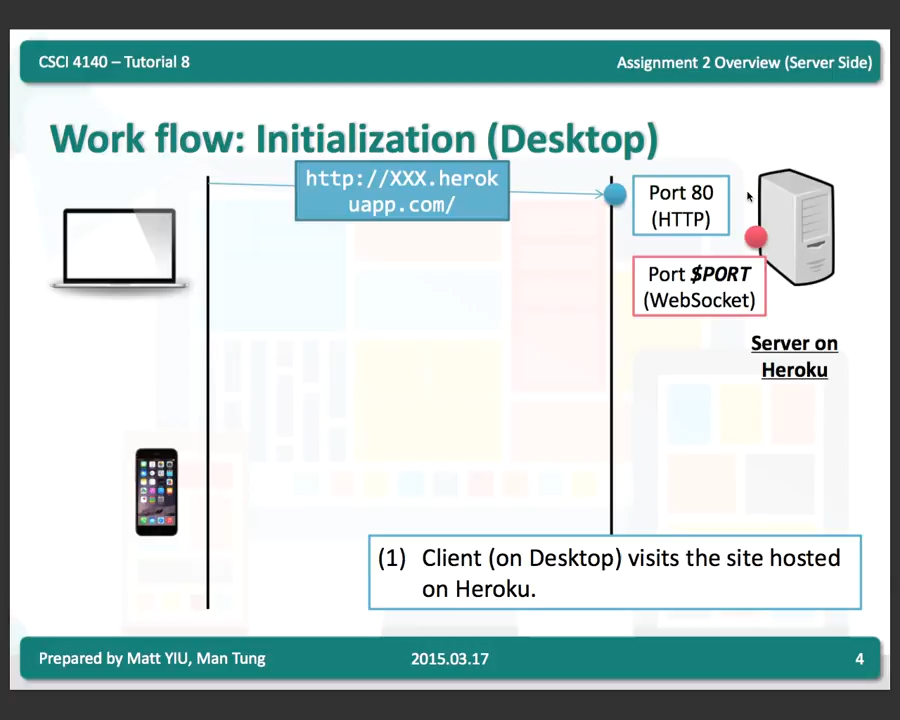 CSCI 4140 – Tutorial 8
Assignment 2 Overview (Server Side)
Work flow: Initialization (Desktop)
http://XXX.herok
uapp.com/
Port 80
(HTTP)
Port $PORT
(WebSocket)
Server on
Heroku
(1) Client (on Desktop) visits the site hosted
on Heroku.
Prepared by Matt YIU, Man Tung
2015.03.17
4